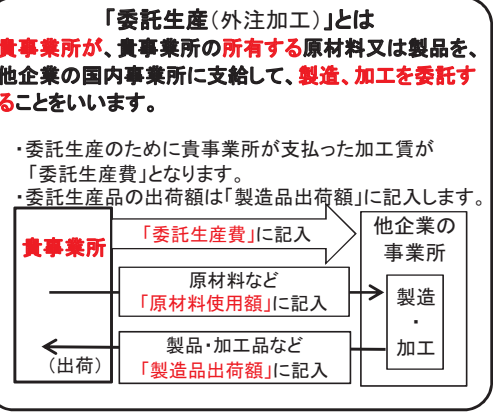 「委託生産(外注加工)」とは
貴事業所が、貴事業所の所有する原材料又は製品を、
他企業の国内事業所に支給して、製造、加工を委託す
ることをいいます。
・委託生産のために貴事業所が支払った加工賃が
「委託生産費」となります。
・委託生産品の出荷額は「製造品出荷額」に記入します。
貴事業所
「委託生産費」に記入
他企業の
事業所
原材料など
「原材料使用額」に記入
製造
・
加工
製品・加工品など
「製造品出荷額」に記入
(出荷)